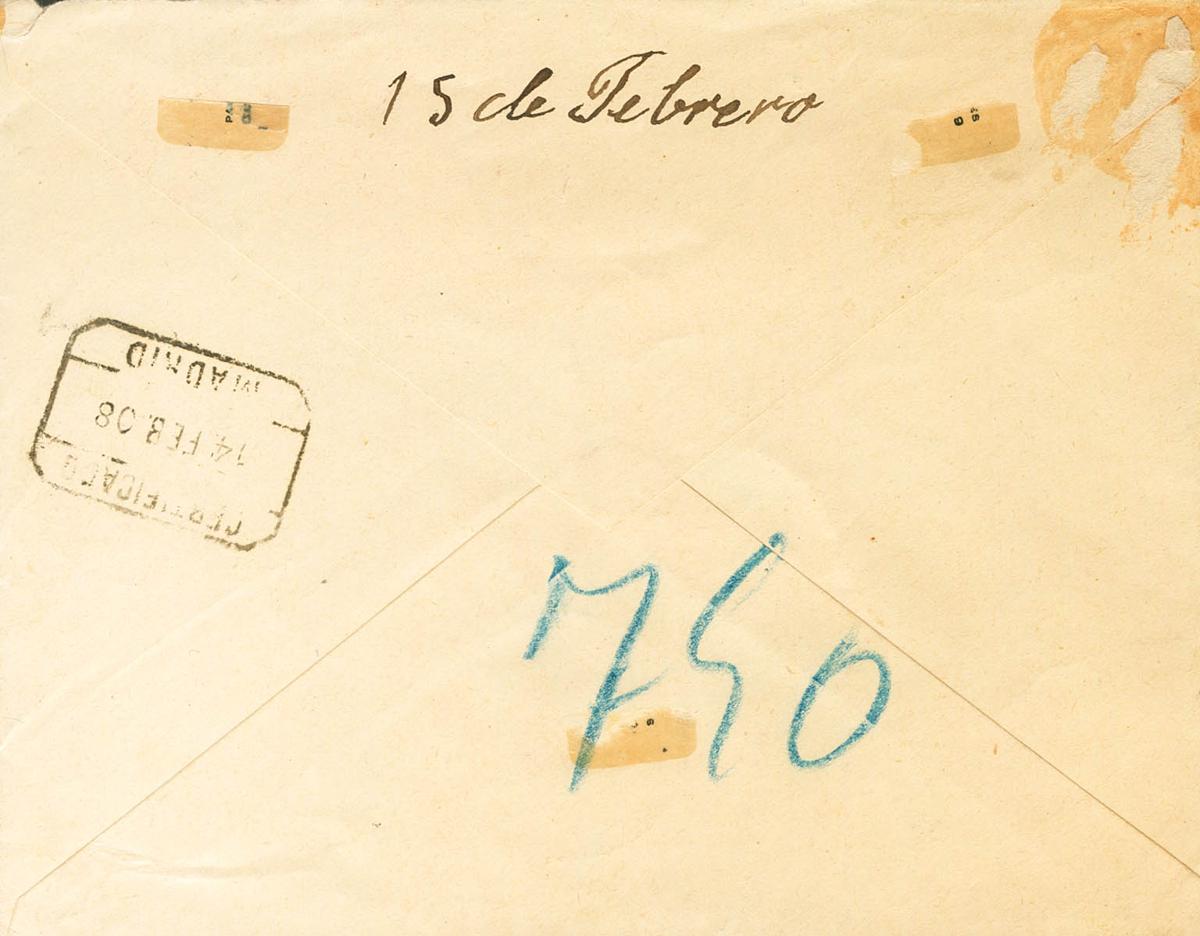 15 de Febrero
MADRID
14 FEB. 08
CERTIFICADO
750